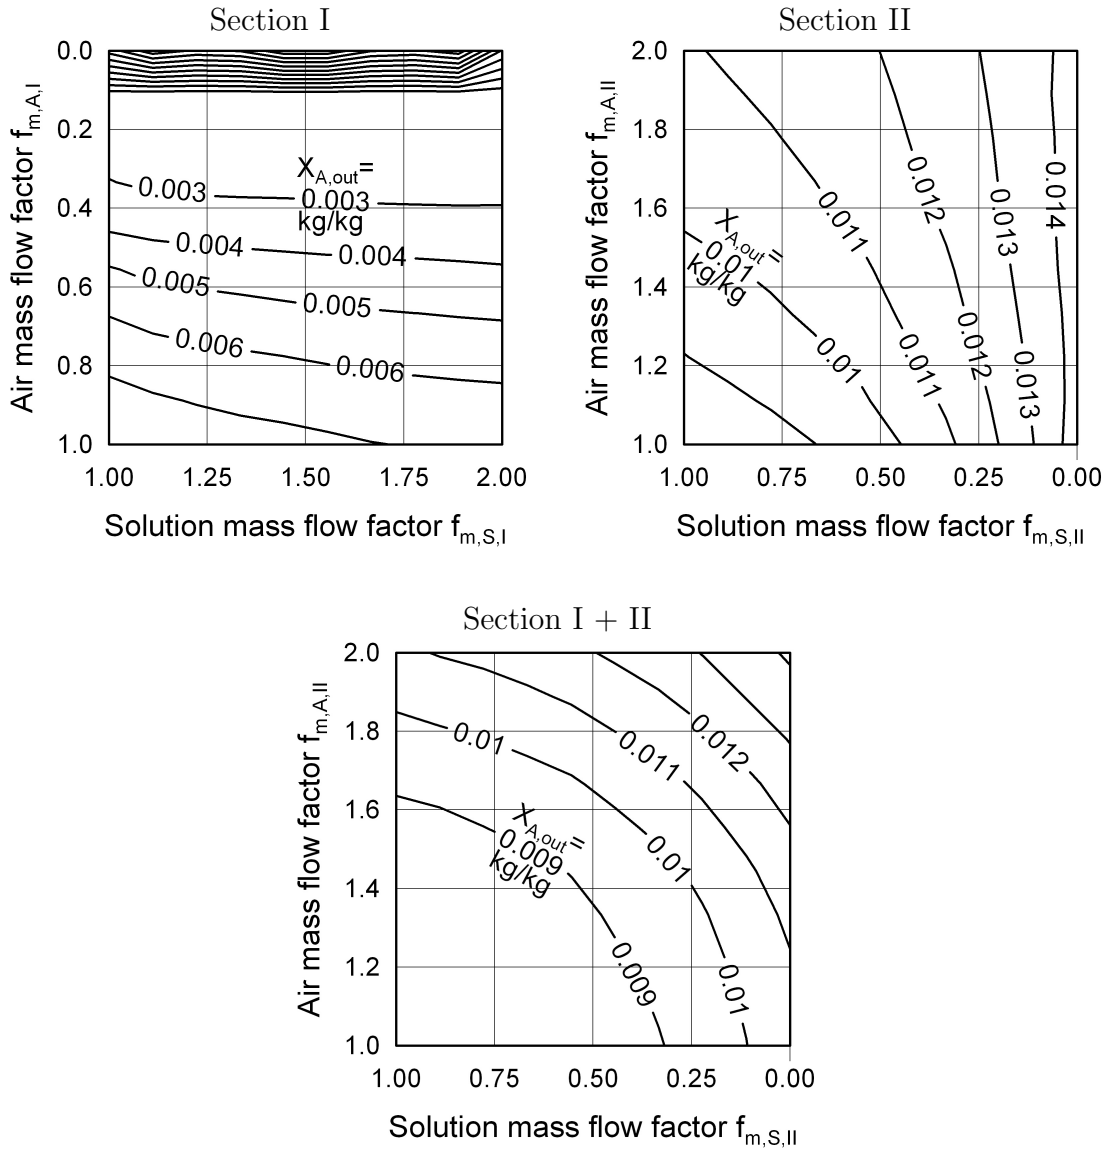 Section I
Air mass flow factor f_m,A,I
0.0
0.2
0.4
0.6
0.8
1.0
X_A,out=
0.003
0.003
kg/kg
0.004
0.004
0.005
0.005
0.006
0.006
1.00 1.25 1.50 1.75 2.00
Solution mass flow factor f_m,S,I
Section II
Air mass flow factor f_m,A,II
2.0
1.8
1.6
1.4
1.2
1.0
X_A,out=
0.01
kg/kg
0.01
0.011
0.011
0.012
0.012
0.013
0.013
0.014
1.00 0.75 0.50 0.25 0.00
Solution mass flow factor f_m,S,II
Section I + II
Air mass flow factor f_m,A,II
2.0
1.8
1.6
1.4
1.2
1.0
0.01
0.011
0.012
X_A,out=
0.009
kg/kg
0.01
0.009
0.01
1.00 0.75 0.50 0.25 0.00
Solution mass flow factor f_m,S,II